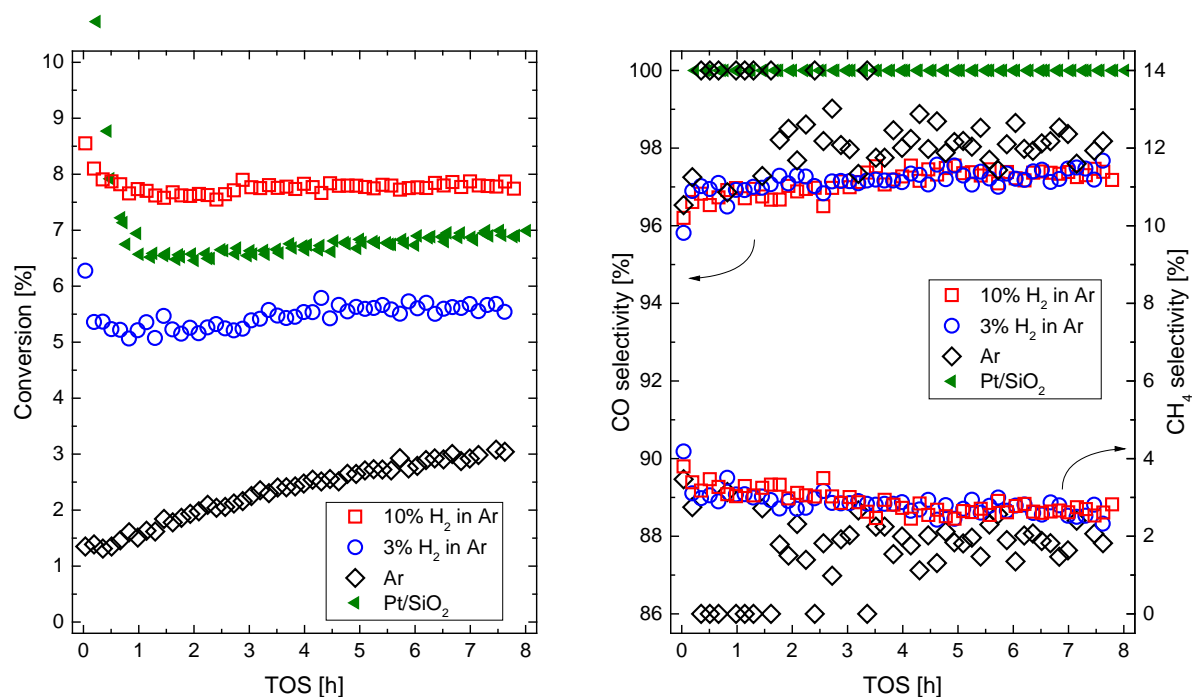 10
9
8
7
6
5
4
3
2
1
0
Conversion [%]
0 1 2 3 4 5 6 7 8
TOS [h]
10% H2 in Ar
3% H2 in Ar
Ar
Pt/SiO2
100
98
96
94
92
90
88
86
CO selectivity [%]
0 1 2 3 4 5 6 7 8
TOS [h]
10% H2 in Ar
3% H2 in Ar
Ar
Pt/SiO2
14
12
10
8
6
4
2
0
CH4 selectivity [%]